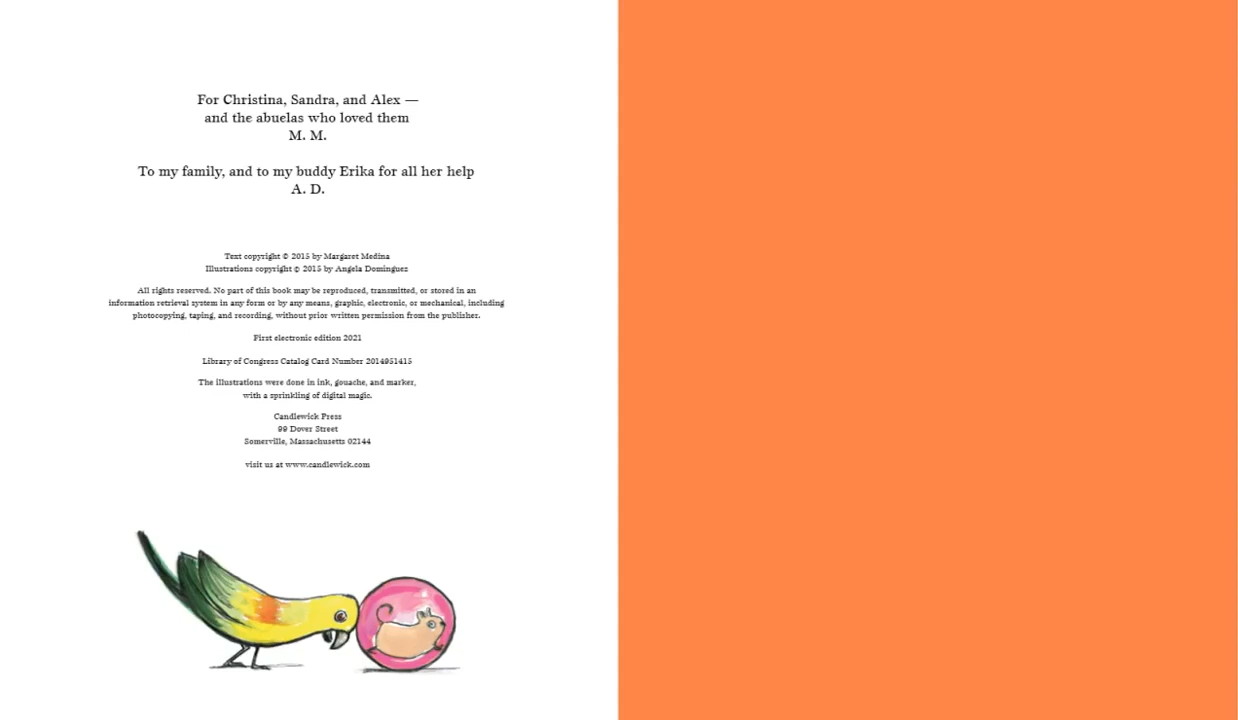 For Christina, Sandra, and Alex —
and the abuelas who loved them
M. M.
To my family, and to my buddy Erika for all her help
A. D.
Text copyright © 2015 by Margaret Medina
Illustrations copyright © 2015 by Angela Dominguez
All rights reserved. No part of this book may be reproduced, transmitted, or stored in an
information retrieval system in any form or by any means, graphic, electronic, or mechanical, including
photocopying, taping, and recording, without prior written permission from the publisher.
First electronic edition 2021
Library of Congress Catalog Card Number 2014951415
The illustrations were done in ink, gouache, and marker,
with a sprinkling of digital magic.
Candlewick Press
99 Dover Street
Somerville, Massachusetts 02144
visit us at www.candlewick.com